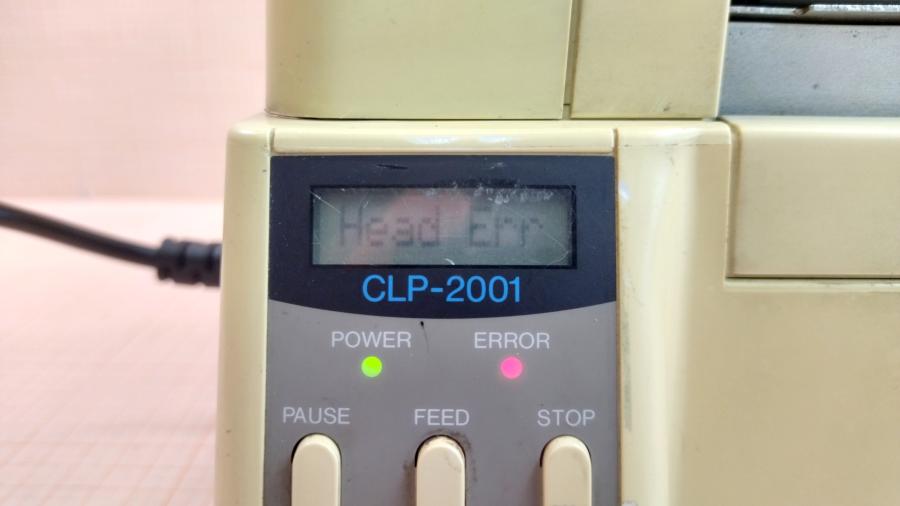 Head Err
CLP-2001
POWER ERROR
PAUSE FEED STOP